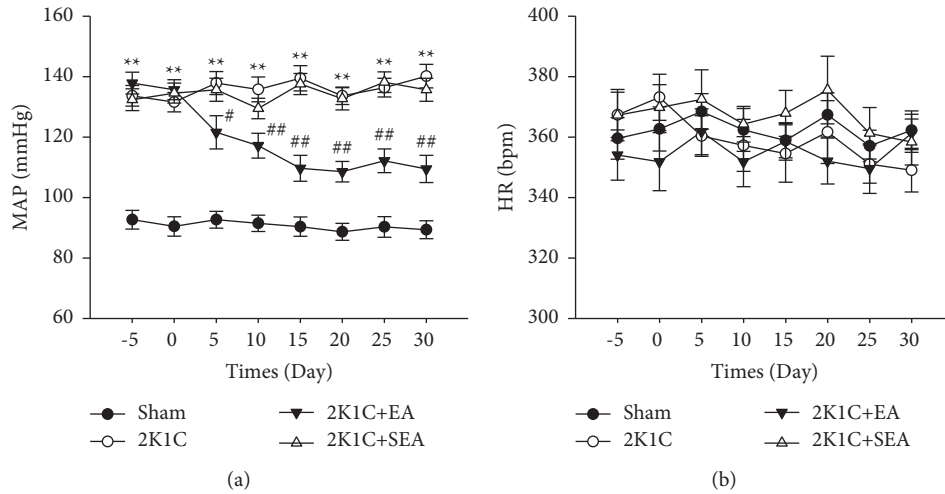 160
140
120
100
80
60
MAP (mmHg)
** ** ** ** ** ** ** **
# ## ## ## ## ##
-5 0 5 10 15 20 25 30
Times (Day)
Sham
2K1C
2K1C+EA
2K1C+SEA
(a)
400
380
360
340
320
300
HR (bpm)
-5 0 5 10 15 20 25 30
Times (Day)
Sham
2K1C
2K1C+EA
2K1C+SEA
(b)